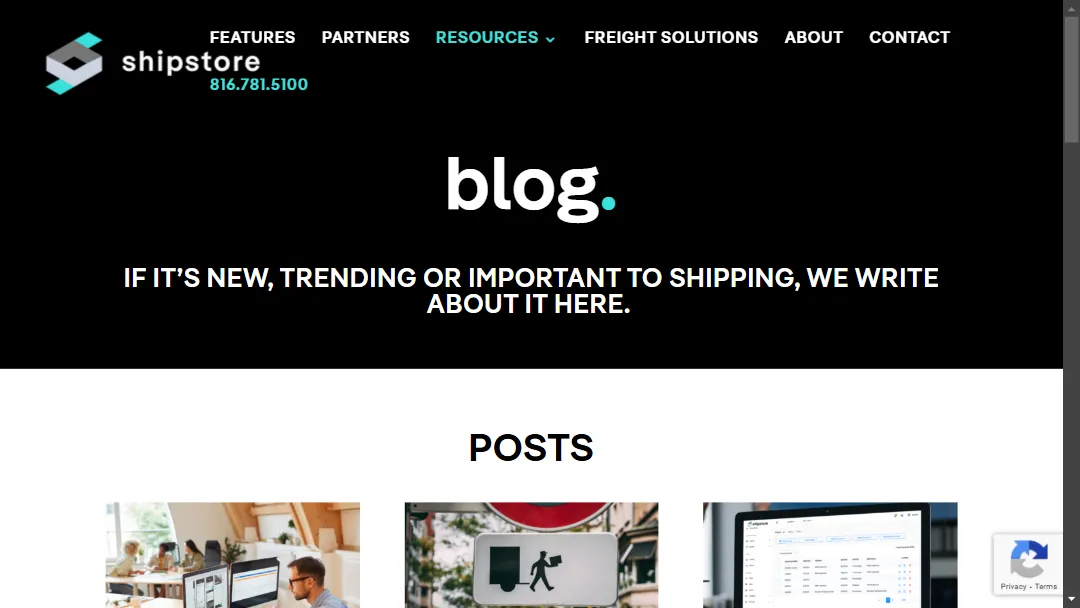 FEATURES PARTNERS RESOURCES FREIGHT SOLUTIONS ABOUT CONTACT
shipstore
816.781.5100
blog.
IF IT’S NEW, TRENDING OR IMPORTANT TO SHIPPING, WE WRITE
ABOUT IT HERE.
POSTS
shipstore
Privacy - Terms